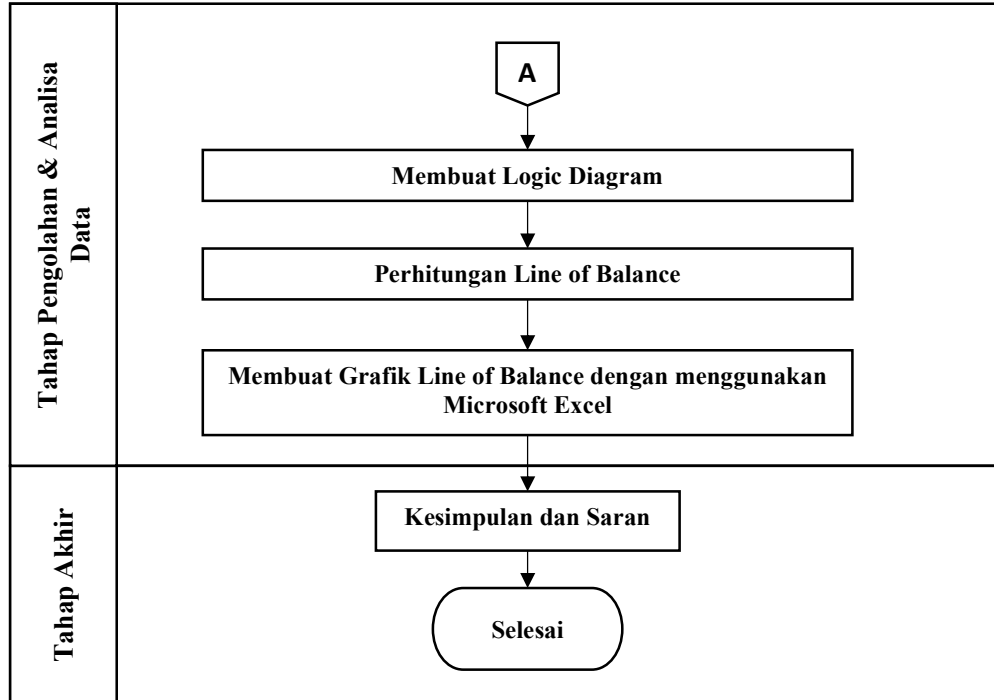 Tahap Pengolahan & Analisa
Data
A
Membuat Logic Diagram
Perhitungan Line of Balance
Membuat Grafik Line of Balance dengan menggunakan
Microsoft Excel
Tahap Akhir
Kesimpulan dan Saran
Selesai